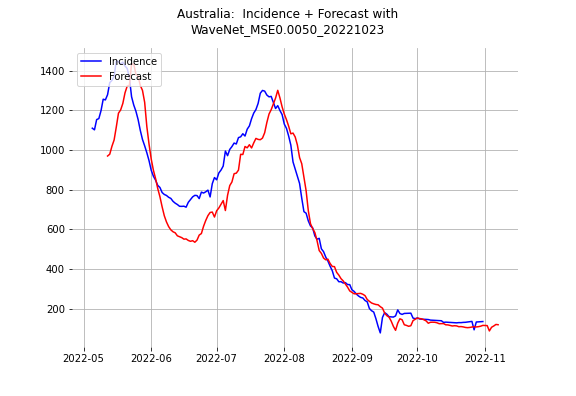 Australia:  Incidence + Forecast with
WaveNet_MSE0.0050_20221023
Incidence
Forecast
1400
1200
1000
800
600
400
200
2022-05 2022-06 2022-07 2022-08 2022-09 2022-10 2022-11